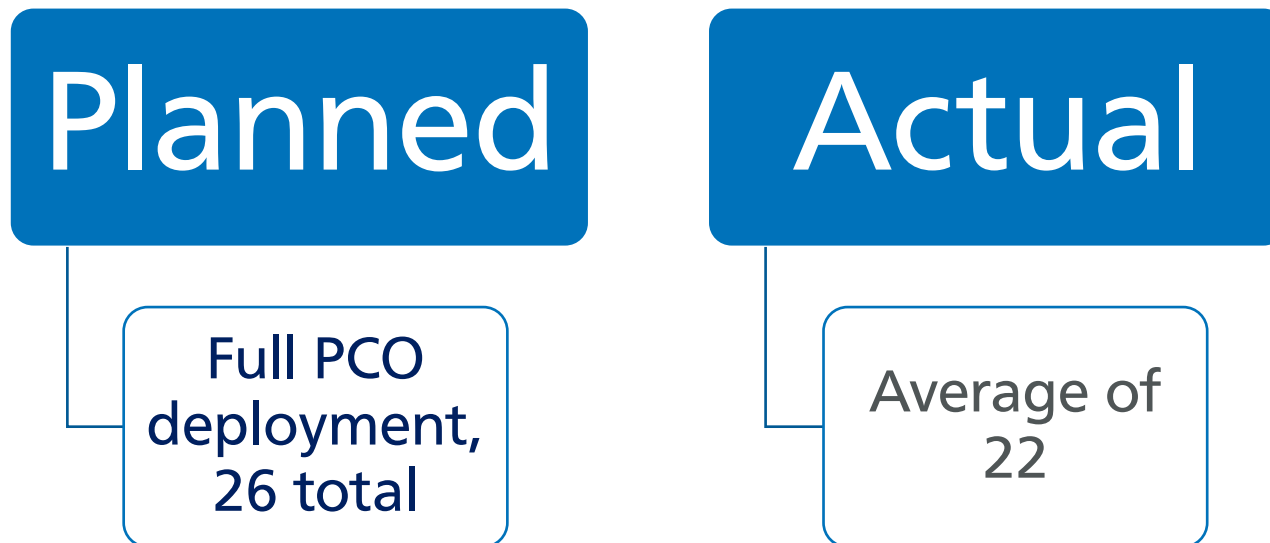 Planned
Actual
Full PCO
deployment,
26 total
Average of
22